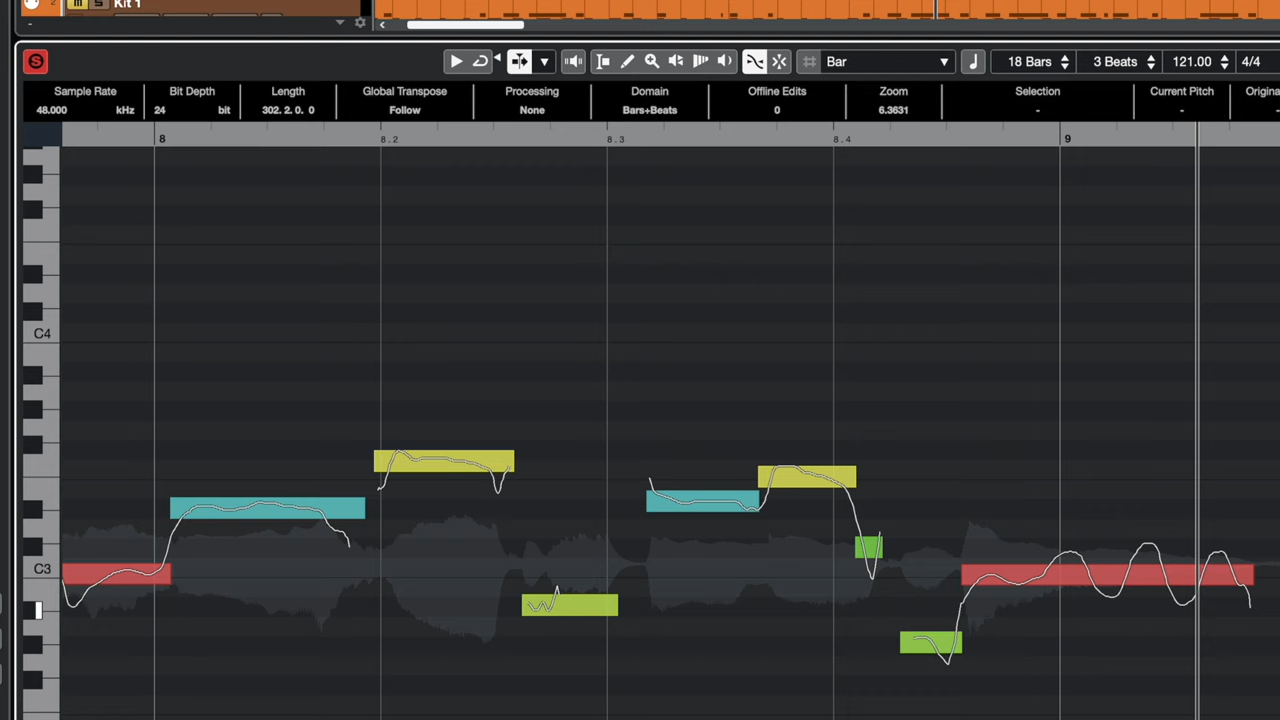 2 M S Kit 1
-
S Bar 18 Bars 3 Beats 121.00 4/4
Sample Rate Bit Depth Length Global Transpose Processing Domain Offline Edits Zoom Selection Current Pitch Origina
48.000 kHz 24 bit 302. 2. 0. 0 Follow None Bars+Beats 0 6.3631 - - -
8 8.2 8.3 8.4 9
C4
C3